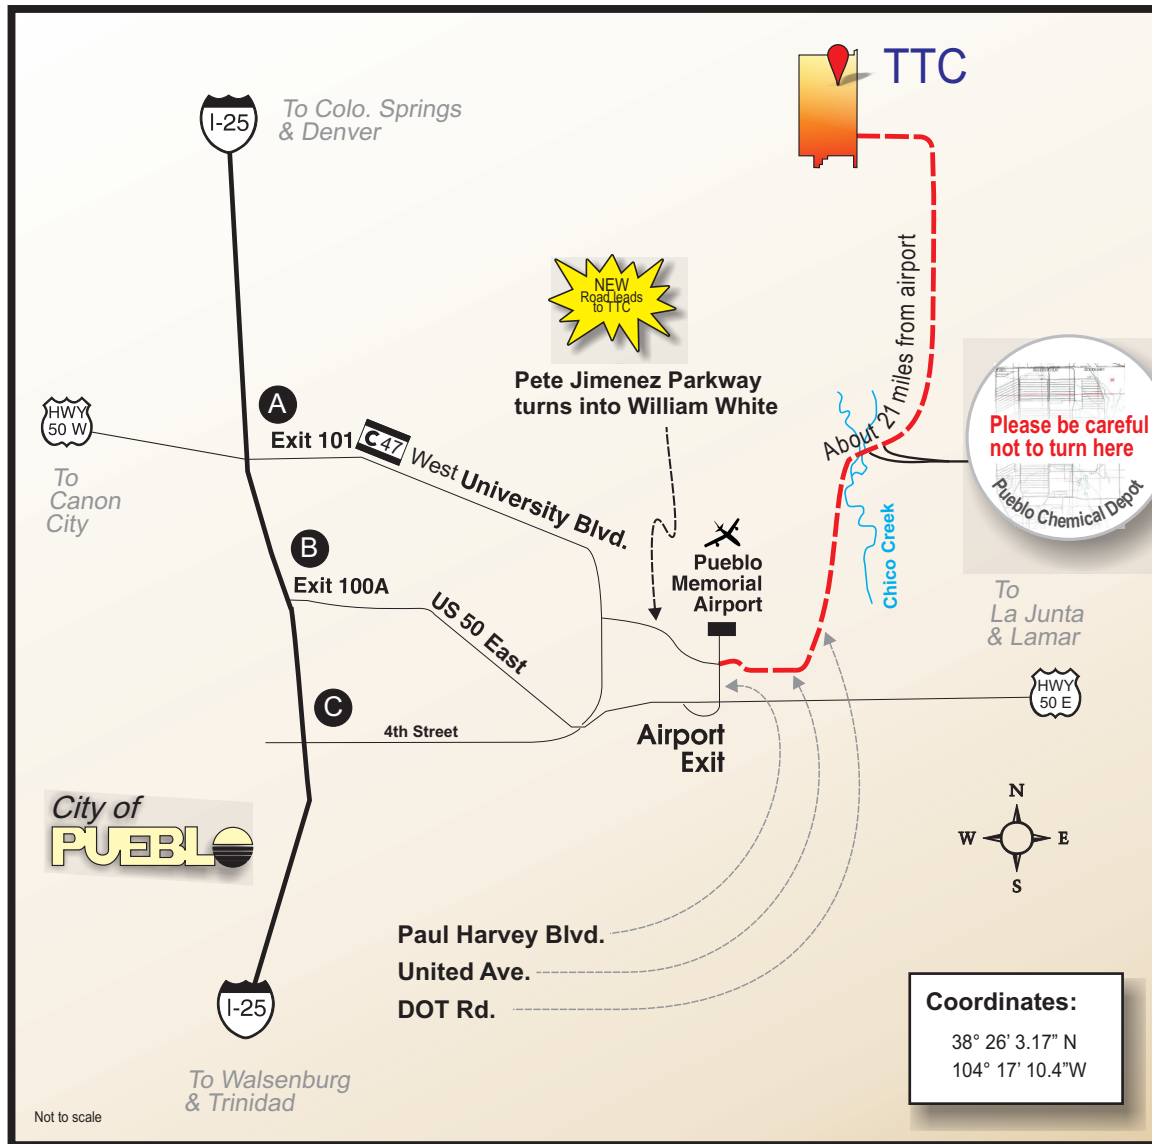 TTC
I-25
To Colo. Springs
& Denver
NEW
Road leads
to TTC
Pete Jimenez Parkway
turns into William White
About 21 miles from airport
HWY
50 W
To
Canon
City
A
Exit 101
C 47
West University Blvd.
Please be careful
not to turn here
Pueblo Chemical Depot
B
Exit 100A
US 50 East
Pueblo
Memorial
Airport
Chico Creek
To
La Junta
& Lamar
HWY
50 E
C
4th Street
Airport
Exit
City of
PUEBLO
N
W
E
S
Paul Harvey Blvd.
United Ave.
DOT Rd.
I-25
To Walsenburg
& Trinidad
Coordinates:
38° 26’ 3.17” N
104° 17’ 10.4”W
Not to scale